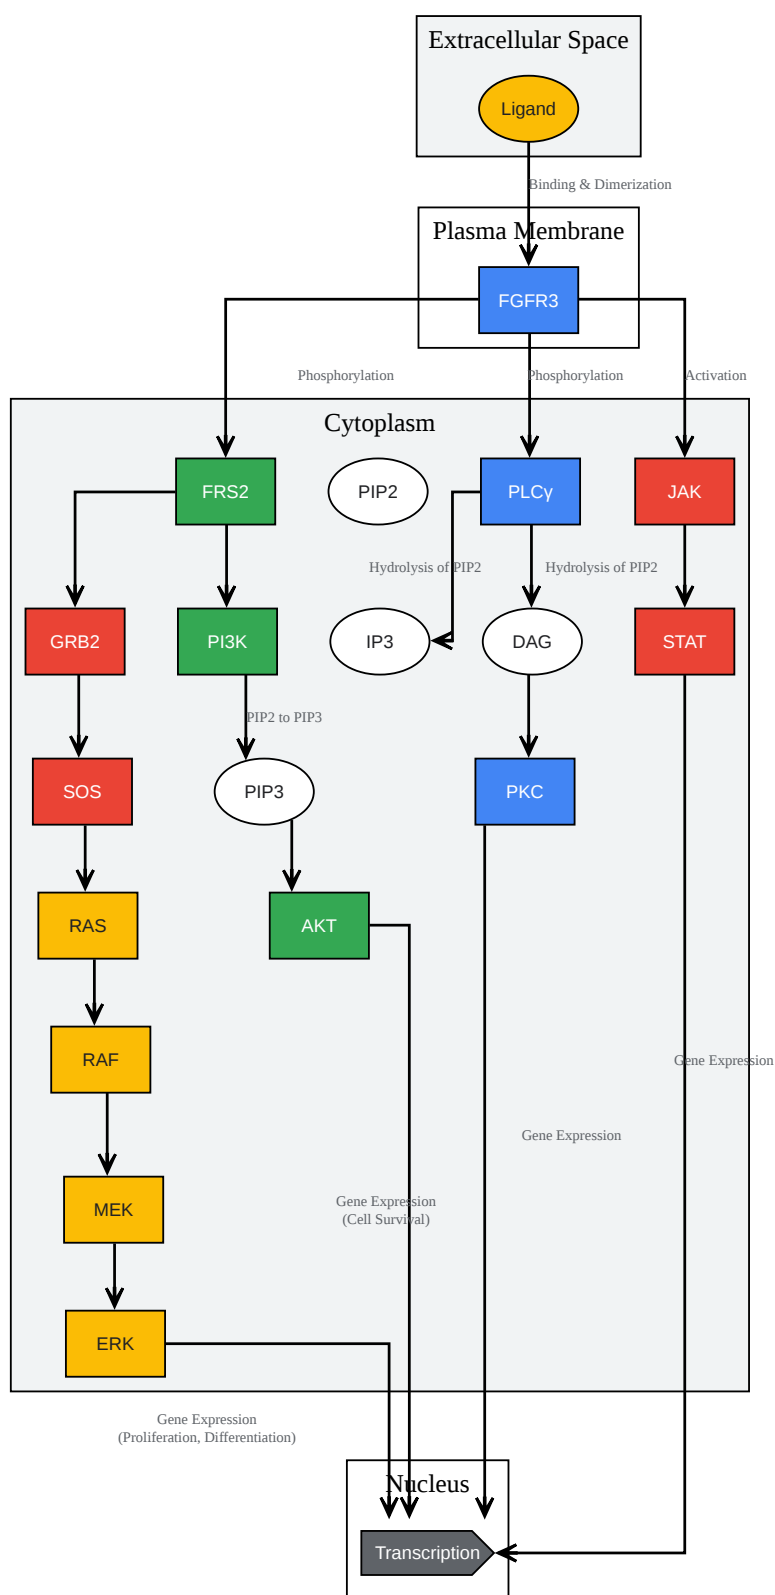 Extracellular Space
Ligand
Binding & Dimerization
Plasma Membrane
FGFR3
Phosphorylation
Phosphorylation
Activation
Cytoplasm
FRS2
PIP2
PLCγ
JAK
Hydrolysis of PIP2
Hydrolysis of PIP2
GRB2
PI3K
IP3
DAG
STAT
PIP2 to PIP3
SOS
PIP3
PKC
RAS
AKT
RAF
Gene Expression
Gene Expression
MEK
Gene Expression
(Cell Survival)
ERK
Gene Expression
(Proliferation, Differentiation)
Nucleus
Transcription